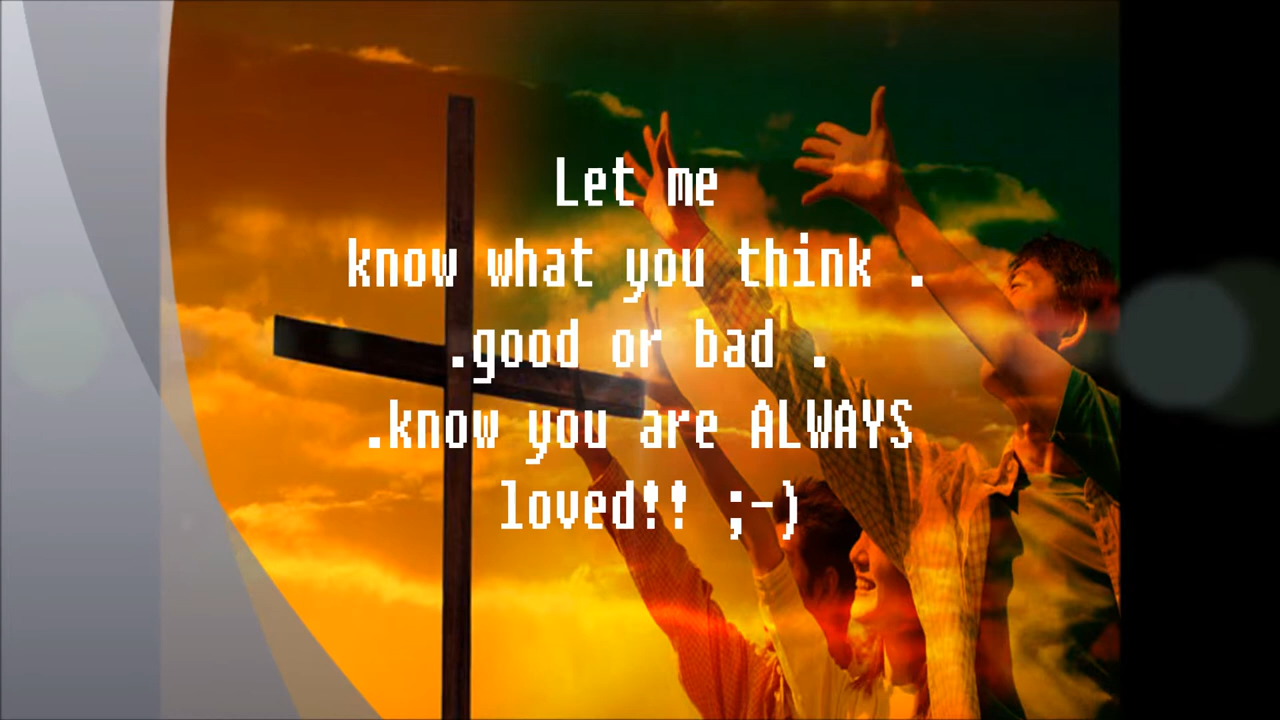 Let me
know what you think .
.good or bad .
.know you are ALWAYS
loved!! ;-)